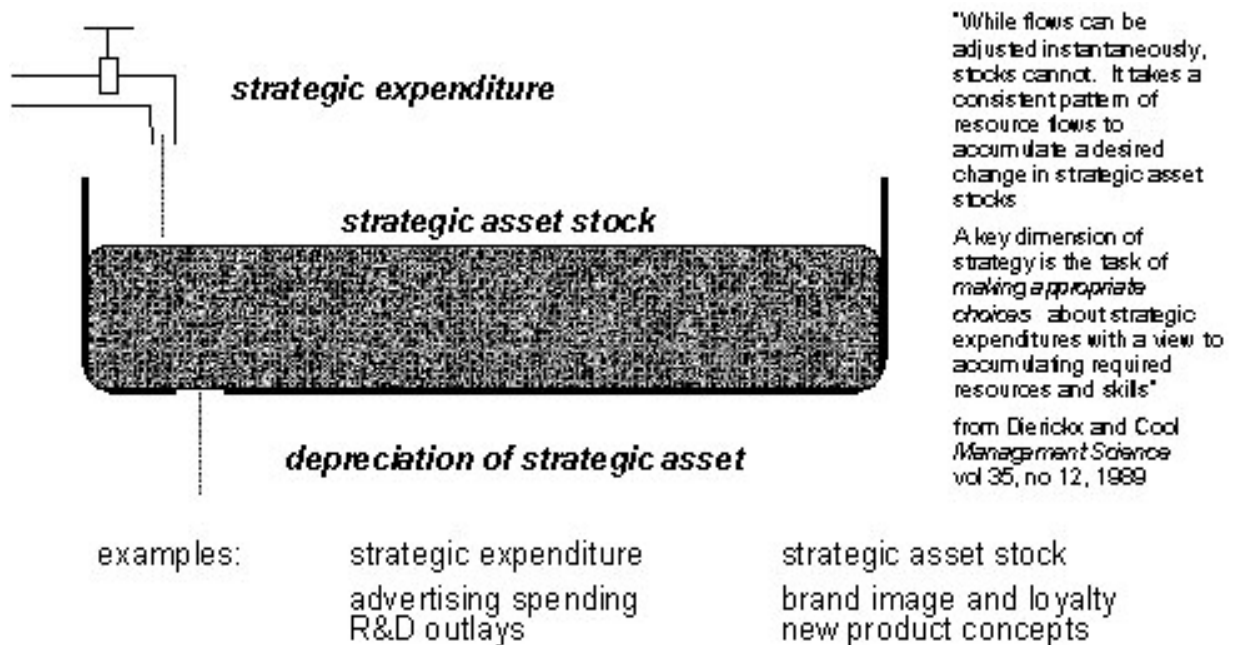 strategic expenditure
strategic asset stock
depreciation of strategic asset
"While flows can be
adjusted instantaneously,
stocks cannot. It takes a
consistent pattern of
resource flows to
accumulate a desired
change in strategic asset
stocks
A key dimension of
strategy is the task of
making appropriate
choices about strategic
expenditures with a view to
accumulating required
resources and skills"
from Dierickx and Cool
Management Science
vol 35, no 12, 1989
examples: strategic expenditure strategic asset stock
advertising spending brand image and loyalty
R&D outlays new product concepts